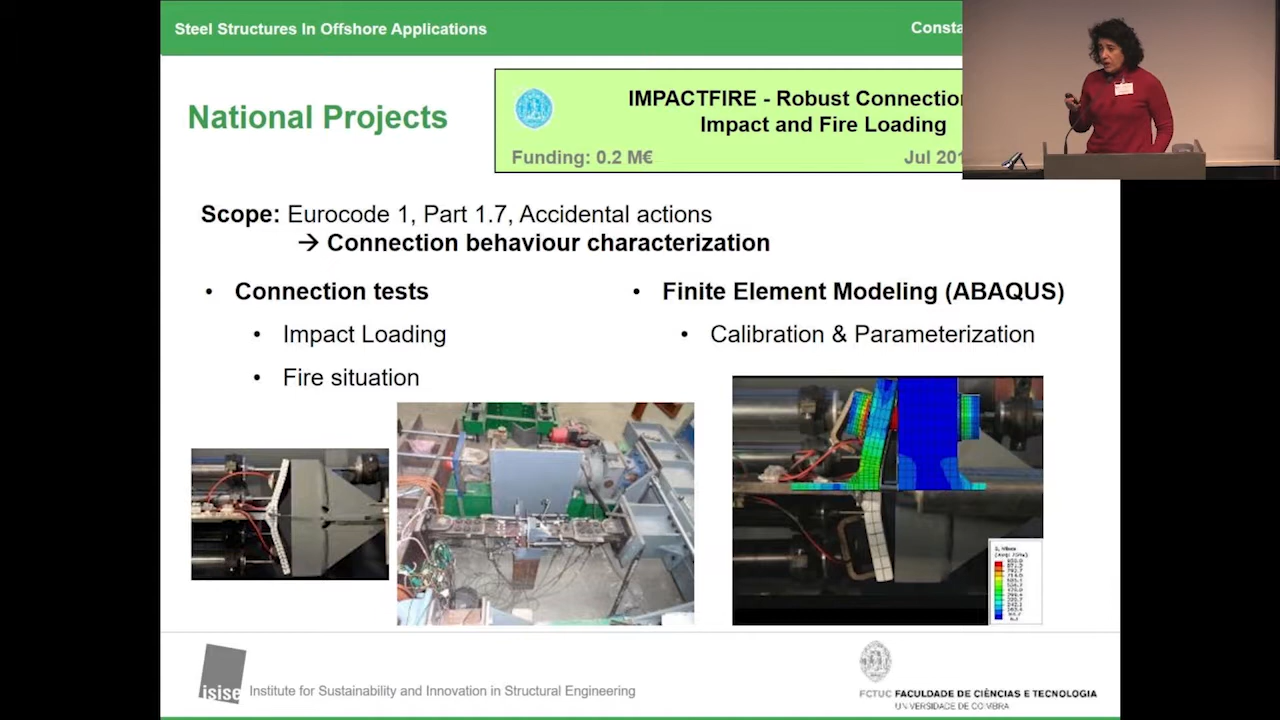 Steel Structures In Offshore Applications
Consta
National Projects
IMPACTFIRE - Robust Connection
Impact and Fire Loading
Funding: 0.2 M€
Jul 201
Scope: Eurocode 1, Part 1.7, Accidental actions
→ Connection behaviour characterization
• Connection tests
• Impact Loading
• Fire situation
• Finite Element Modeling (ABAQUS)
• Calibration & Parameterization
S, Mises
isise
Institute for Sustainability and Innovation in Structural Engineering
FCTUC FACULDADE DE CIÊNCIAS E TECNOLOGIA
UNIVERSIDADE DE COIMBRA